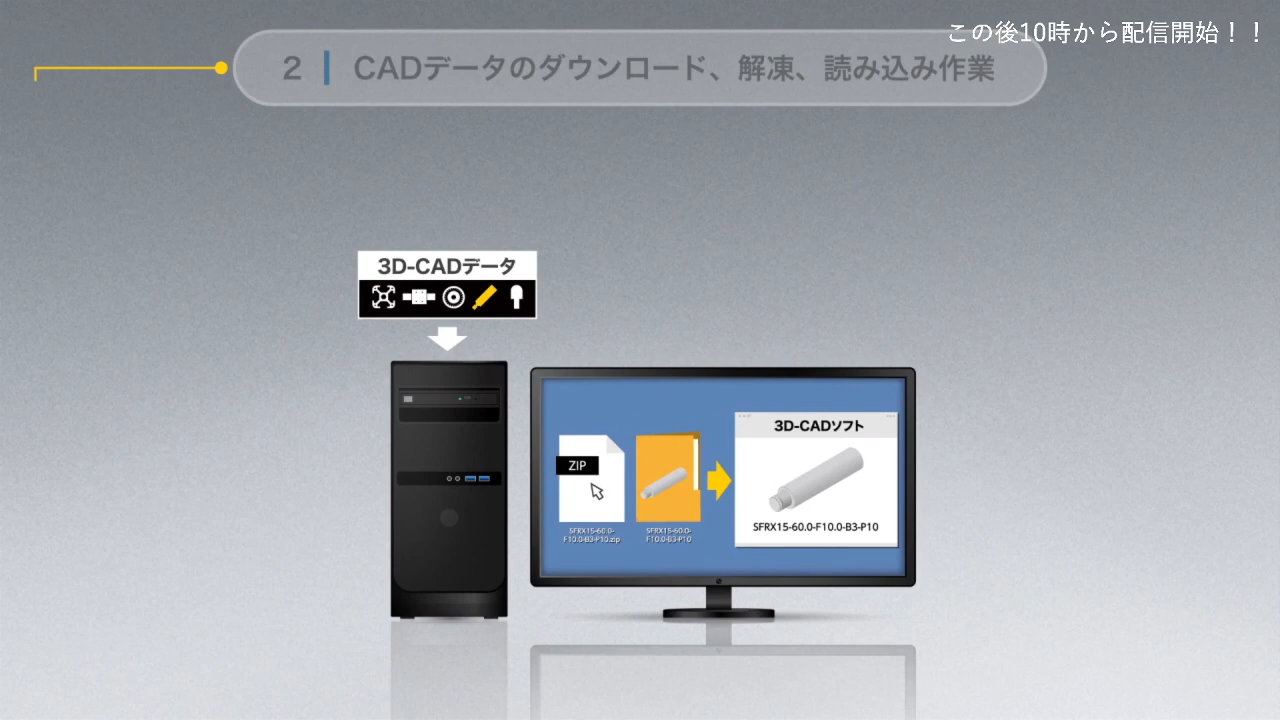 この後10時から配信開始！！
2 CADデータのダウンロード、解凍、読み込み作業
3D-CADデータ
3D-CADソフト
ZIP
SFRX15-60.0-
F10.0-B3-P10.zip
SFRX15-60.0-
F10.0-B3-P10
SFRX15-60.0-F10.0-B3-P10